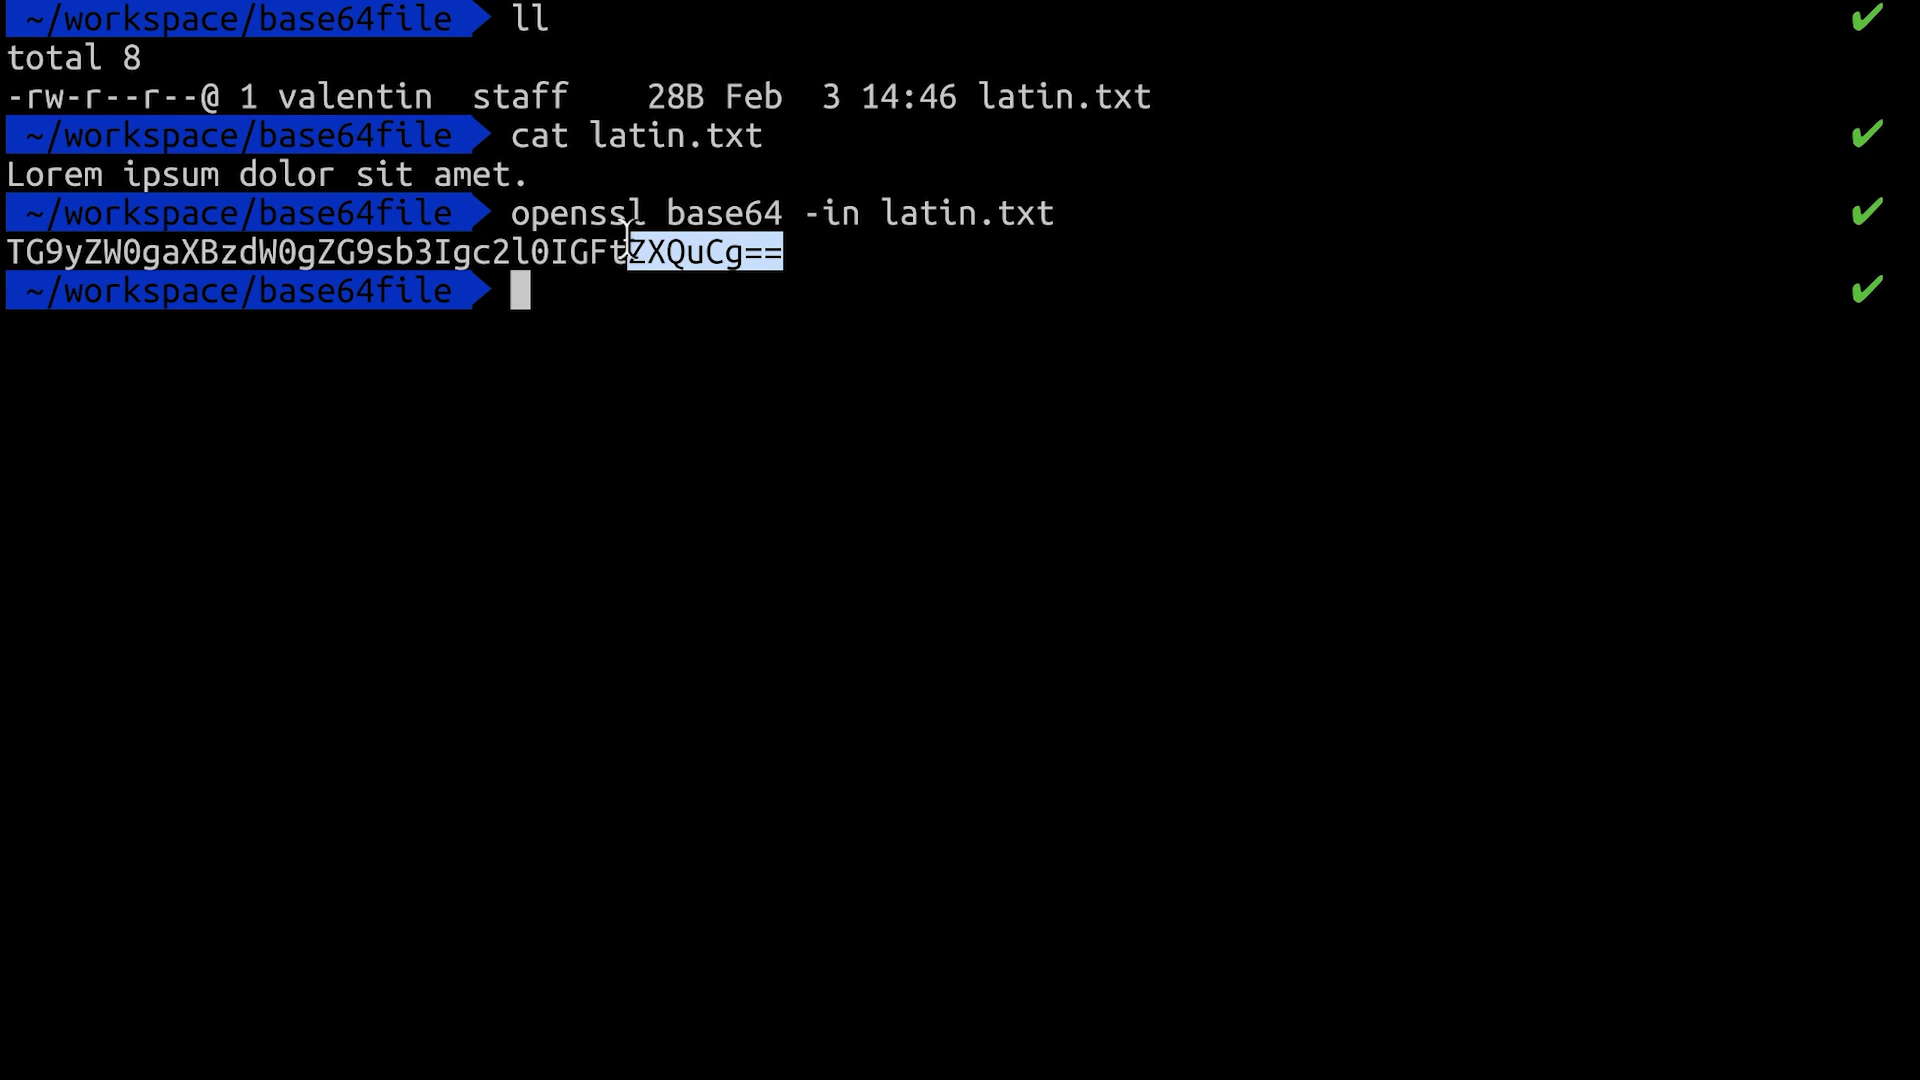 ~/workspace/base64file ll ✔
total 8
-rw-r--r--@ 1 valentin  staff    28B Feb  3 14:46 latin.txt
~/workspace/base64file cat latin.txt ✔
Lorem ipsum dolor sit amet.
~/workspace/base64file openssl base64 -in latin.txt ✔
TG9yZW0gaXBzdW0gZG9sb3Igc2l0IGFtZXQuCg==
~/workspace/base64file ✔